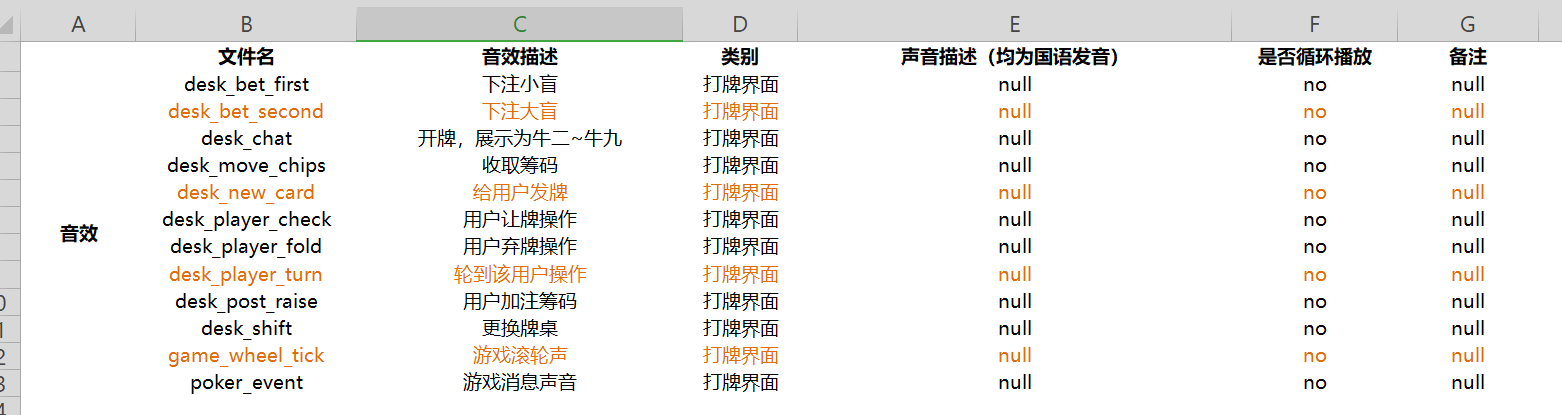 A B C D E F G
文件名 音效描述 类别 声音描述（均为国语发音） 是否循环播放 备注
desk_bet_first 下注小盲 打牌界面 null no null
desk_bet_second 下注大盲 打牌界面 null no null
desk_chat 开牌，展示为牛二~牛九 打牌界面 null no null
desk_move_chips 收取筹码 打牌界面 null no null
desk_new_card 给用户发牌 打牌界面 null no null
desk_player_check 用户让牌操作 打牌界面 null no null
音效
desk_player_fold 用户弃牌操作 打牌界面 null no null
desk_player_turn 轮到该用户操作 打牌界面 null no null
0 desk_post_raise 用户加注筹码 打牌界面 null no null
1 desk_shift 更换牌桌 打牌界面 null no null
2 game_wheel_tick 游戏滚轮声 打牌界面 null no null
3 poker_event 游戏消息声音 打牌界面 null no null
4